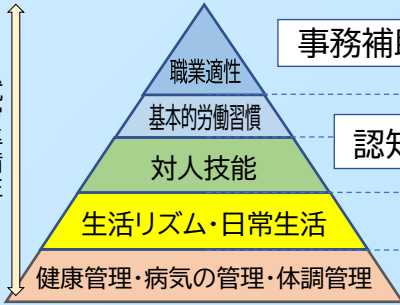 事務補助
職業適性
基本的労働習慣
認知
対人技能
生活リズム・日常生活
健康管理・病気の管理・体調管理